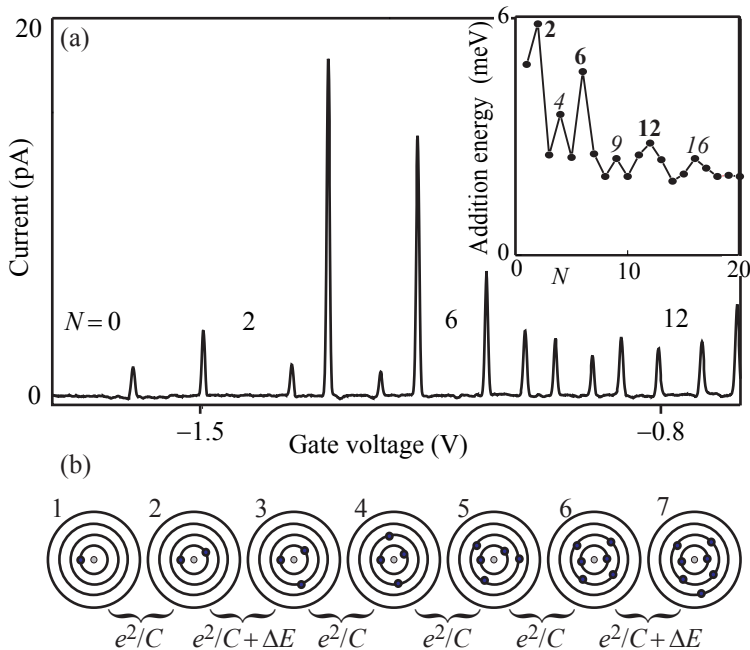 (a)
20
Current (pA)
0
N = 0
2
6
12
−1.5
Gate voltage (V)
−0.8
6
Addition energy (meV)
0
2
4
6
9
12
16
0
N
10
20
(b)
1 2 3 4 5 6 7
e²/C e²/C + ΔE e²/C e²/C e²/C e²/C + ΔE